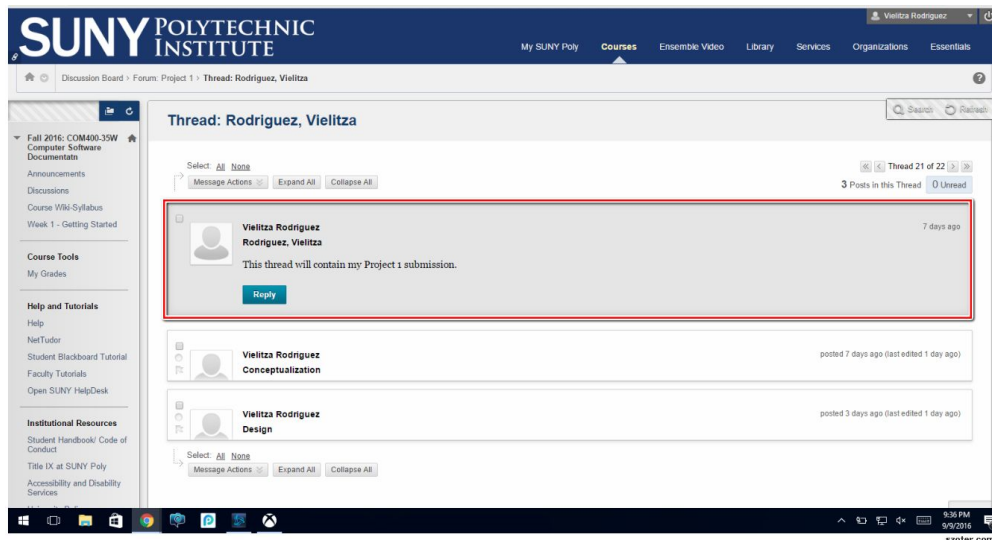 SUNY POLYTECHNIC
INSTITUTE
Vielitza Rodriguez
My SUNY Poly Courses Ensemble Video Library Services Organizations Essentials
Discussion Board > Forum: Project 1 > Thread: Rodriguez, Vielitza
Search Refresh
Fall 2016: COM400-35W
Computer Software
Documentatn
Announcements
Discussions
Course Wiki-Syllabus
Week 1 - Getting Started
Course Tools
My Grades
Help and Tutorials
Help
NetTudor
Student Blackboard Tutorial
Faculty Tutorials
Open SUNY HelpDesk
Institutional Resources
Student Handbook/ Code of
Conduct
Title IX at SUNY Poly
Accessibility and Disability
Services
Thread: Rodriguez, Vielitza
Select: All None
Message Actions Expand All Collapse All
Thread 21 of 22
3 Posts in this Thread 0 Unread
Vielitza Rodriguez
7 days ago
Rodriguez, Vielitza
This thread will contain my Project 1 submission.
Reply
Vielitza Rodriguez
posted 7 days ago (last edited 1 day ago)
Conceptualization
Vielitza Rodriguez
posted 3 days ago (last edited 1 day ago)
Design
Select: All None
Message Actions Expand All Collapse All
9:36 PM
9/9/2016
szoter.com